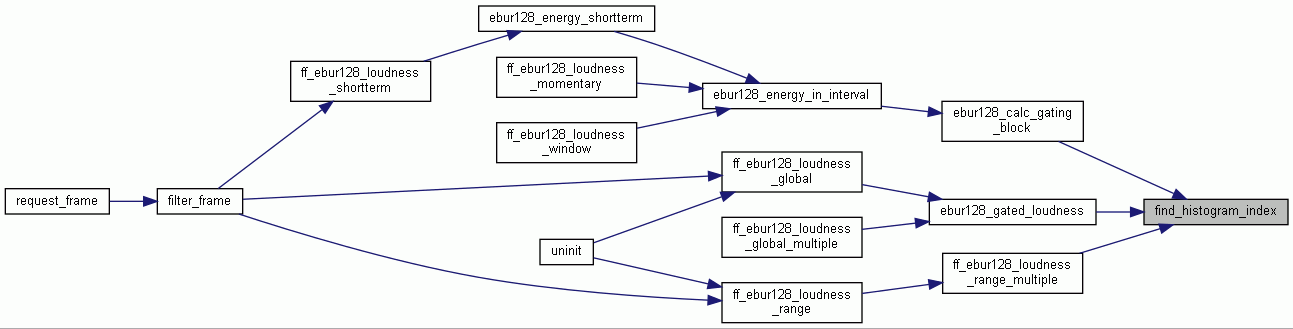 ebur128_energy_shortterm
ff_ebur128_loudness
_shortterm
ff_ebur128_loudness
_momentary
ebur128_energy_in_interval
ebur128_calc_gating
_block
ff_ebur128_loudness
_window
ff_ebur128_loudness
_global
request_frame
filter_frame
ebur128_gated_loudness
find_histogram_index
ff_ebur128_loudness
_global_multiple
uninit
ff_ebur128_loudness
_range_multiple
ff_ebur128_loudness
_range